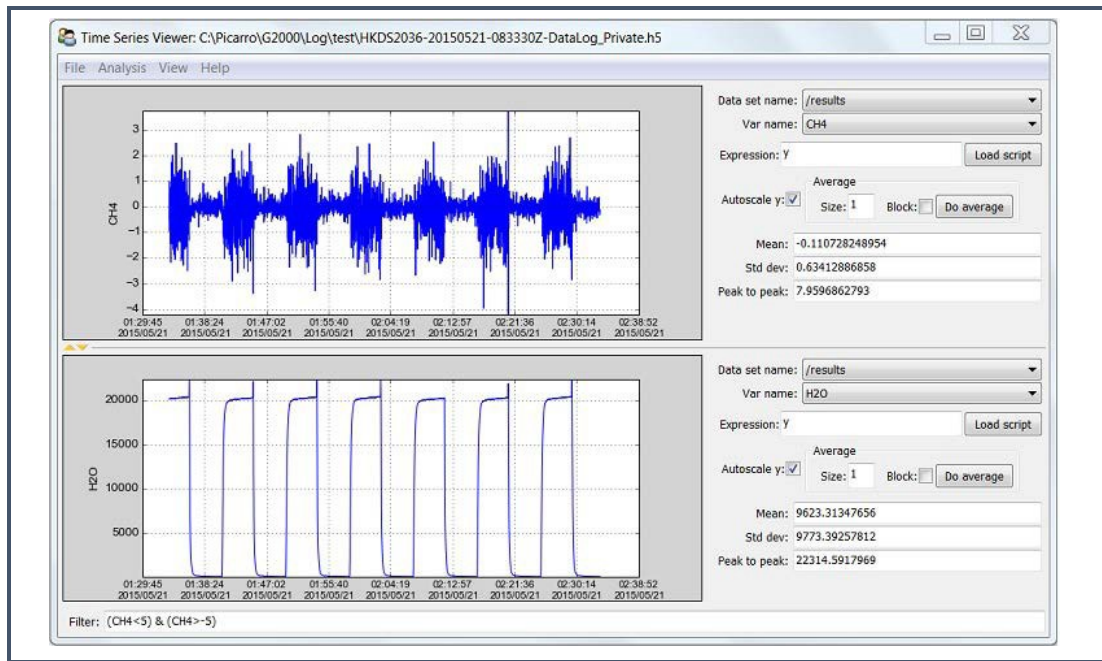 Time Series Viewer: C:\Picarro\G2000\Log\test\HKDS2036-20150521-083330Z-DataLog_Private.h5
File Analysis View Help
3
2
1
0
−1
−2
−3
−4
CH4
01:29:45 01:38:24 01:47:02 01:55:40 02:04:19 02:12:57 02:21:36 02:30:14 02:38:52
2015/05/21 2015/05/21 2015/05/21 2015/05/21 2015/05/21 2015/05/21 2015/05/21 2015/05/21 2015/05/21
Data set name: /results
Var name: CH4
Expression: y Load script
Average
Autoscale y: Size: 1 Block: Do average
Mean: -0.110728248954
Std dev: 0.63412886858
Peak to peak: 7.9596862793
20000
15000
10000
5000
H2O
01:29:45 01:38:24 01:47:02 01:55:40 02:04:19 02:12:57 02:21:36 02:30:14 02:38:52
2015/05/21 2015/05/21 2015/05/21 2015/05/21 2015/05/21 2015/05/21 2015/05/21 2015/05/21 2015/05/21
Data set name: /results
Var name: H2O
Expression: y Load script
Average
Autoscale y: Size: 1 Block: Do average
Mean: 9623.31347656
Std dev: 9773.39257812
Peak to peak: 22314.5917969
Filter: (CH4<5) & (CH4>-5)